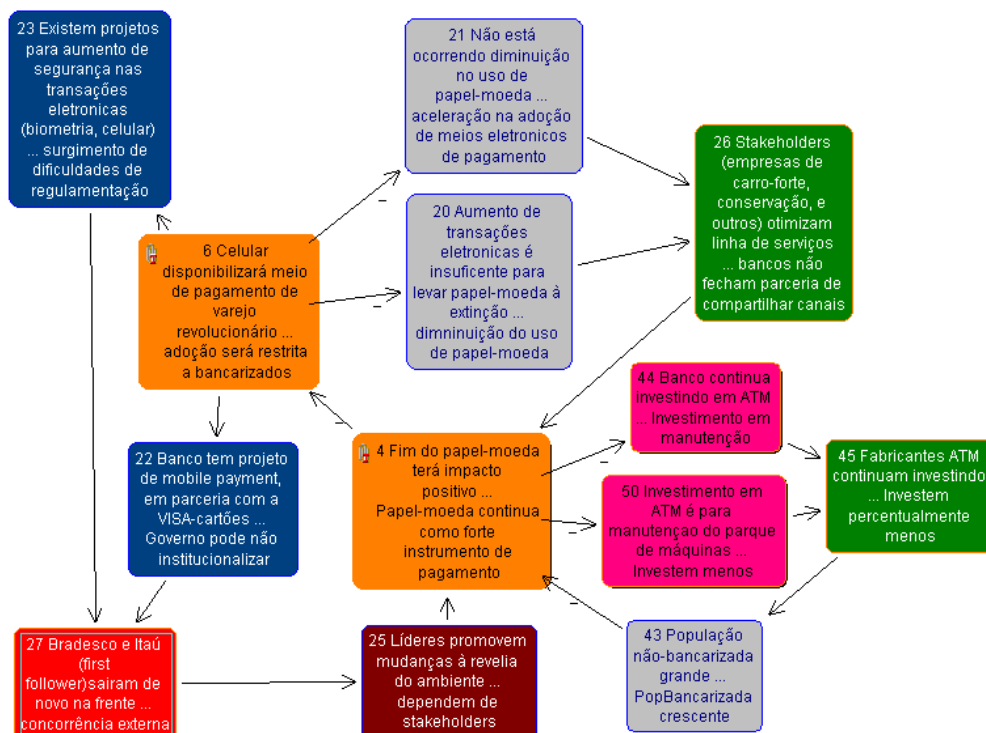 23 Existem projetos
para aumento de
segurança nas
transações
eletronicas
(biometria, celular)
... surgimento de
dificuldades de
regulamentação
21 Não está
ocorrendo diminuição
no uso de
papel-moeda ...
aceleração na adoção
de meios eletronicos
de pagamento
26 Stakeholders
(empresas de
carro-forte,
conservação, e
outros) otimizam
linha de serviços
... bancos não
fecham parceria de
compartilhar canais
20 Aumento de
transações
eletronicas é
insuficente para
levar papel-moeda à
extinção ...
dimninuição do uso
de papel-moeda
6 Celular
disponibilizará meio
de pagamento de
varejo
revolucionário ...
adoção será restrita
a bancarizados
44 Banco continua
investindo em ATM
... Investimento em
manutenção
22 Banco tem projeto
de mobile payment,
em parceria com a
VISA-cartões ...
Governo pode não
institucionalizar
4 Fim do papel-moeda
terá impacto
positivo ...
Papel-moeda continua
como forte
instrumento de
pagamento
50 Investimento em
ATM é para
manutençao do parque
de máquinas ...
Investem menos
45 Fabricantes ATM
continuam investindo
... Investem
percentualmente
menos
27 Bradesco e Itaú
(first
follower)sairam de
novo na frente ...
concorrência externa
25 Líderes promovem
mudanças à revelia
do ambiente ...
dependem de
stakeholders
43 População
não-bancarizada
grande ...
PopBancarizada
crescente